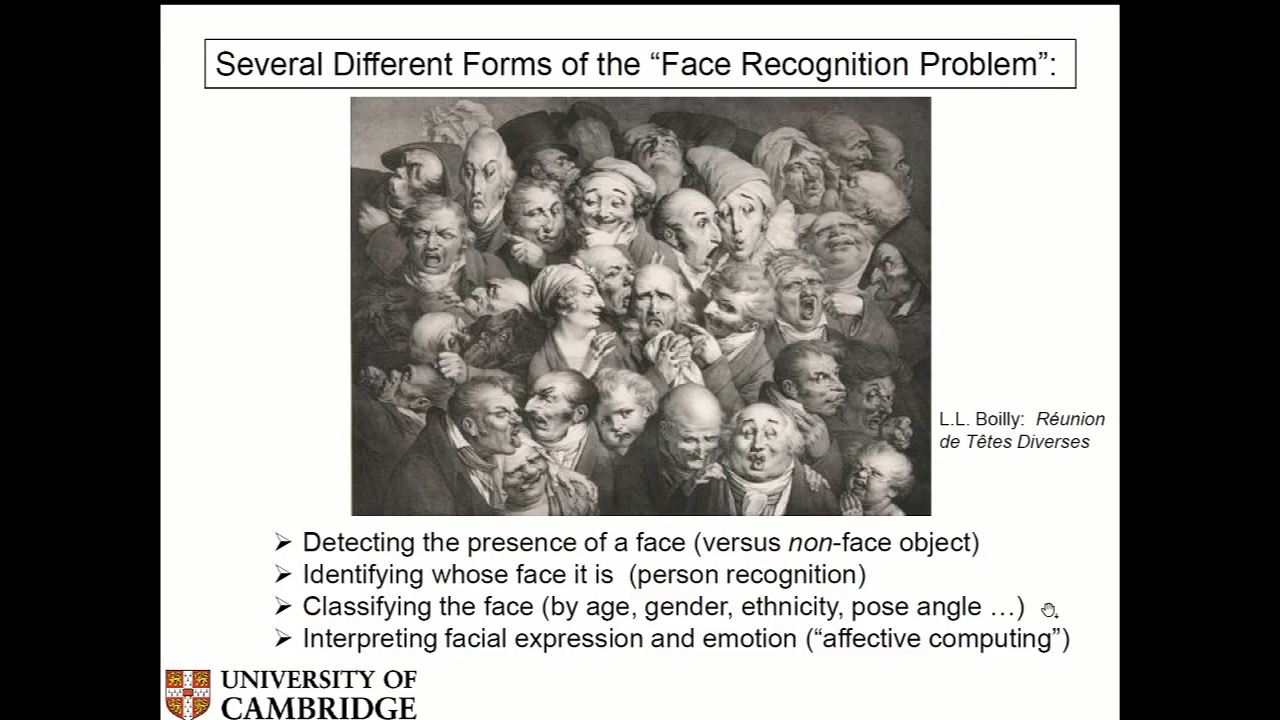 Several Different Forms of the “Face Recognition Problem”:
L.L. Boilly: Réunion
de Têtes Diverses
➢ Detecting the presence of a face (versus non-face object)
➢ Identifying whose face it is (person recognition)
➢ Classifying the face (by age, gender, ethnicity, pose angle …)
➢ Interpreting facial expression and emotion (“affective computing”)
UNIVERSITY OF
CAMBRIDGE